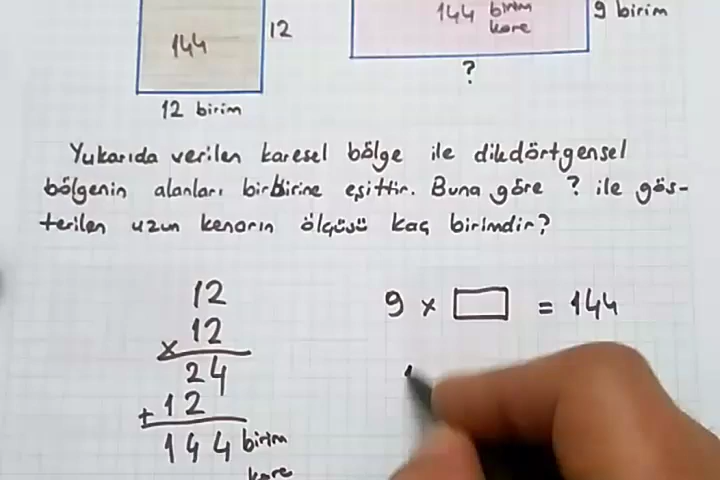 144
12
12 birim
144 birim
kare
9 birim
?
Yukarıda verilen karesel bölge ile dikdörtgensel
bölgenin alanları birbirine eşittir. Buna göre ? ile gös-
terilen uzun kenarın ölçüsü kaç birimdir?
12
x 12
24
+ 12
144 birim
kare
9 x □ = 144